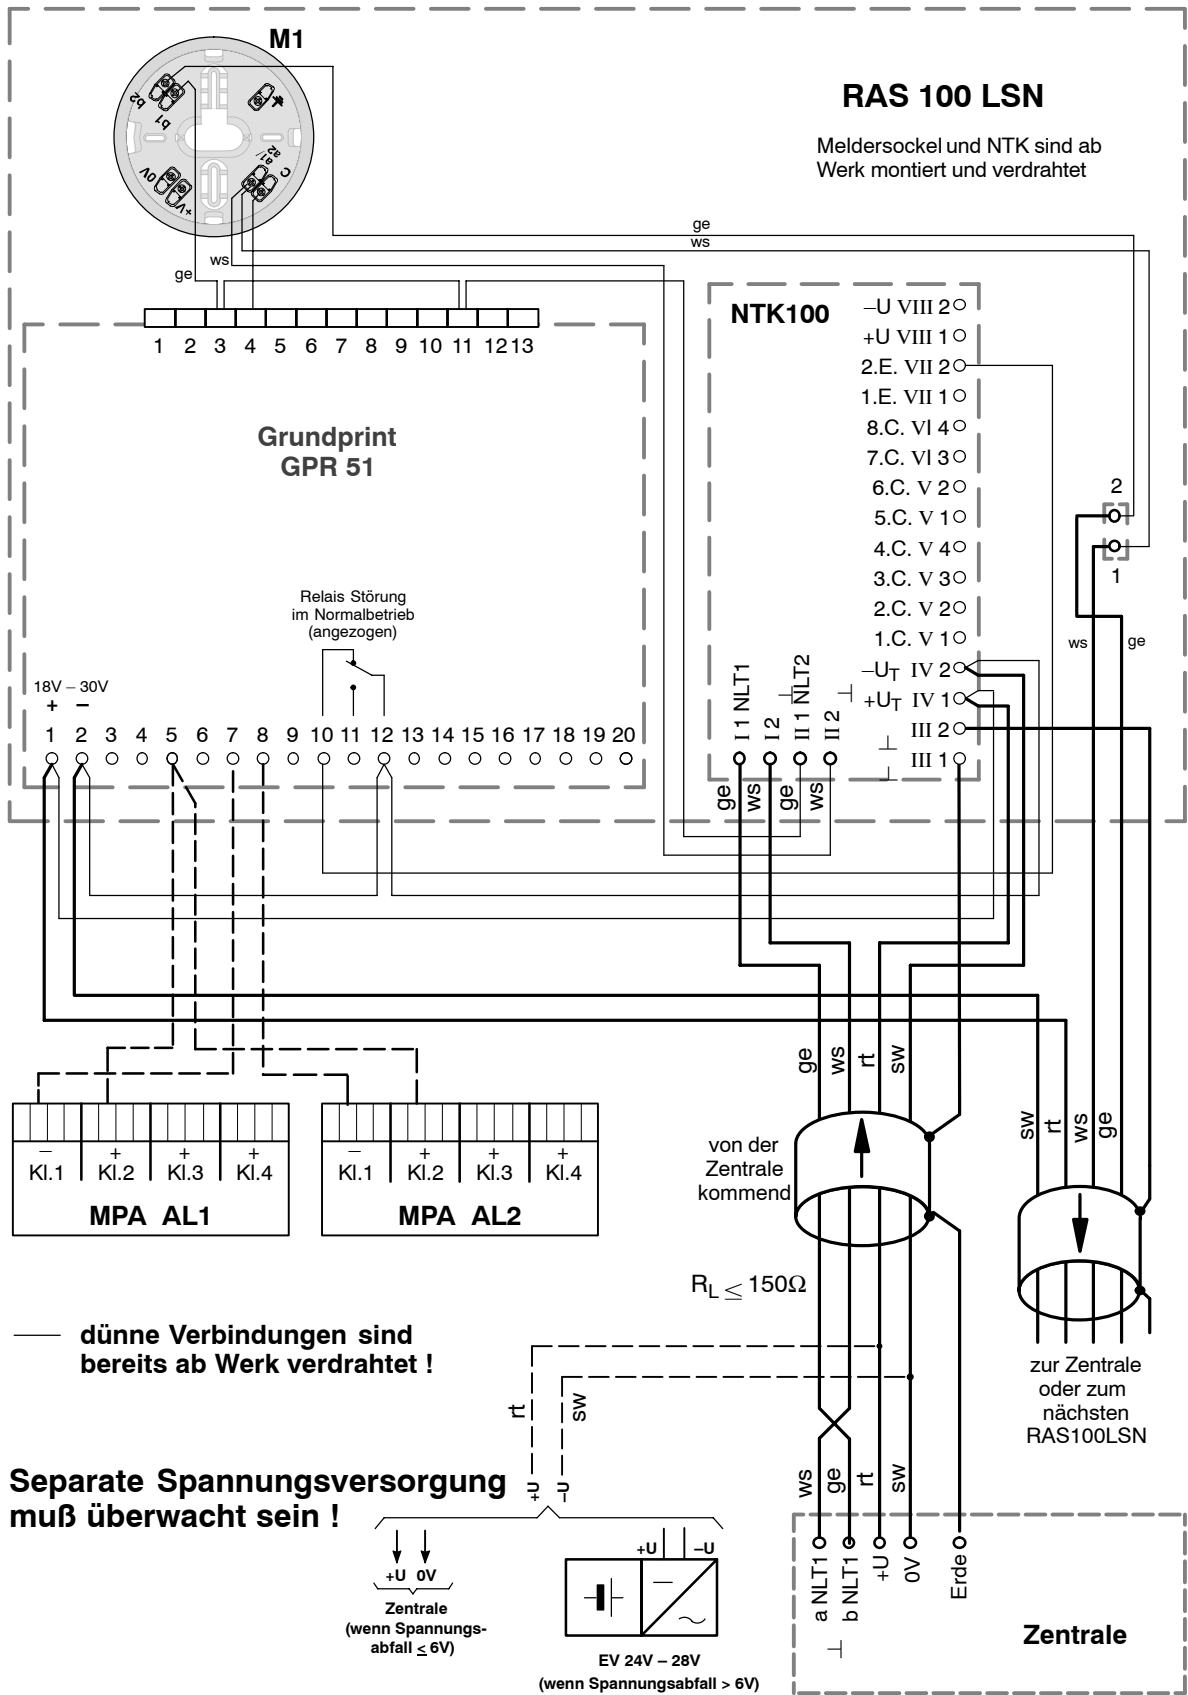 M1
RAS 100 LSN
Meldersockel und NTK sind ab
Werk montiert und verdrahtet
b2
b1
a1/
a2
C
0V
+V
ge
ws
ws
ge
1 2 3 4 5 6 7 8 9 10 11 12 13
NTK100
–U VIII 2
+U VIII 1
2.E. VII 2
1.E. VII 1
8.C. VI 4
7.C. VI 3
6.C. V 2
5.C. V 1
4.C. V 4
3.C. V 3
2.C. V 2
1.C. V 1
–UT IV 2
+UT IV 1
III 2
III 1
I 1 NLT1
I 2
II 1 NLT2
II 2
ge
ws
ge
ws
2
1
ws
ge
Grundprint
GPR 51
Relais Störung
im Normalbetrieb
(angezogen)
18V – 30V
+ –
1 2 3 4 5 6 7 8 9 10 11 12 13 14 15 16 17 18 19 20
ge
ws
rt
sw
sw
rt
ws
ge
– + + +
Kl.1 Kl.2 Kl.3 Kl.4
MPA AL1
– + + +
Kl.1 Kl.2 Kl.3 Kl.4
MPA AL2
von der
Zentrale
kommend
RL ≤ 150Ω
dünne Verbindungen sind
bereits ab Werk verdrahtet !
zur Zentrale
oder zum
nächsten
RAS100LSN
rt
sw
Separate Spannungsversorgung
muß überwacht sein !
+U
–U
+U 0V
Zentrale
(wenn Spannungs-
abfall ≤ 6V)
+U –U
EV 24V – 28V
(wenn Spannungsabfall > 6V)
ws
ge
rt
sw
a NLT1
b NLT1
+U
0V
Erde
Zentrale